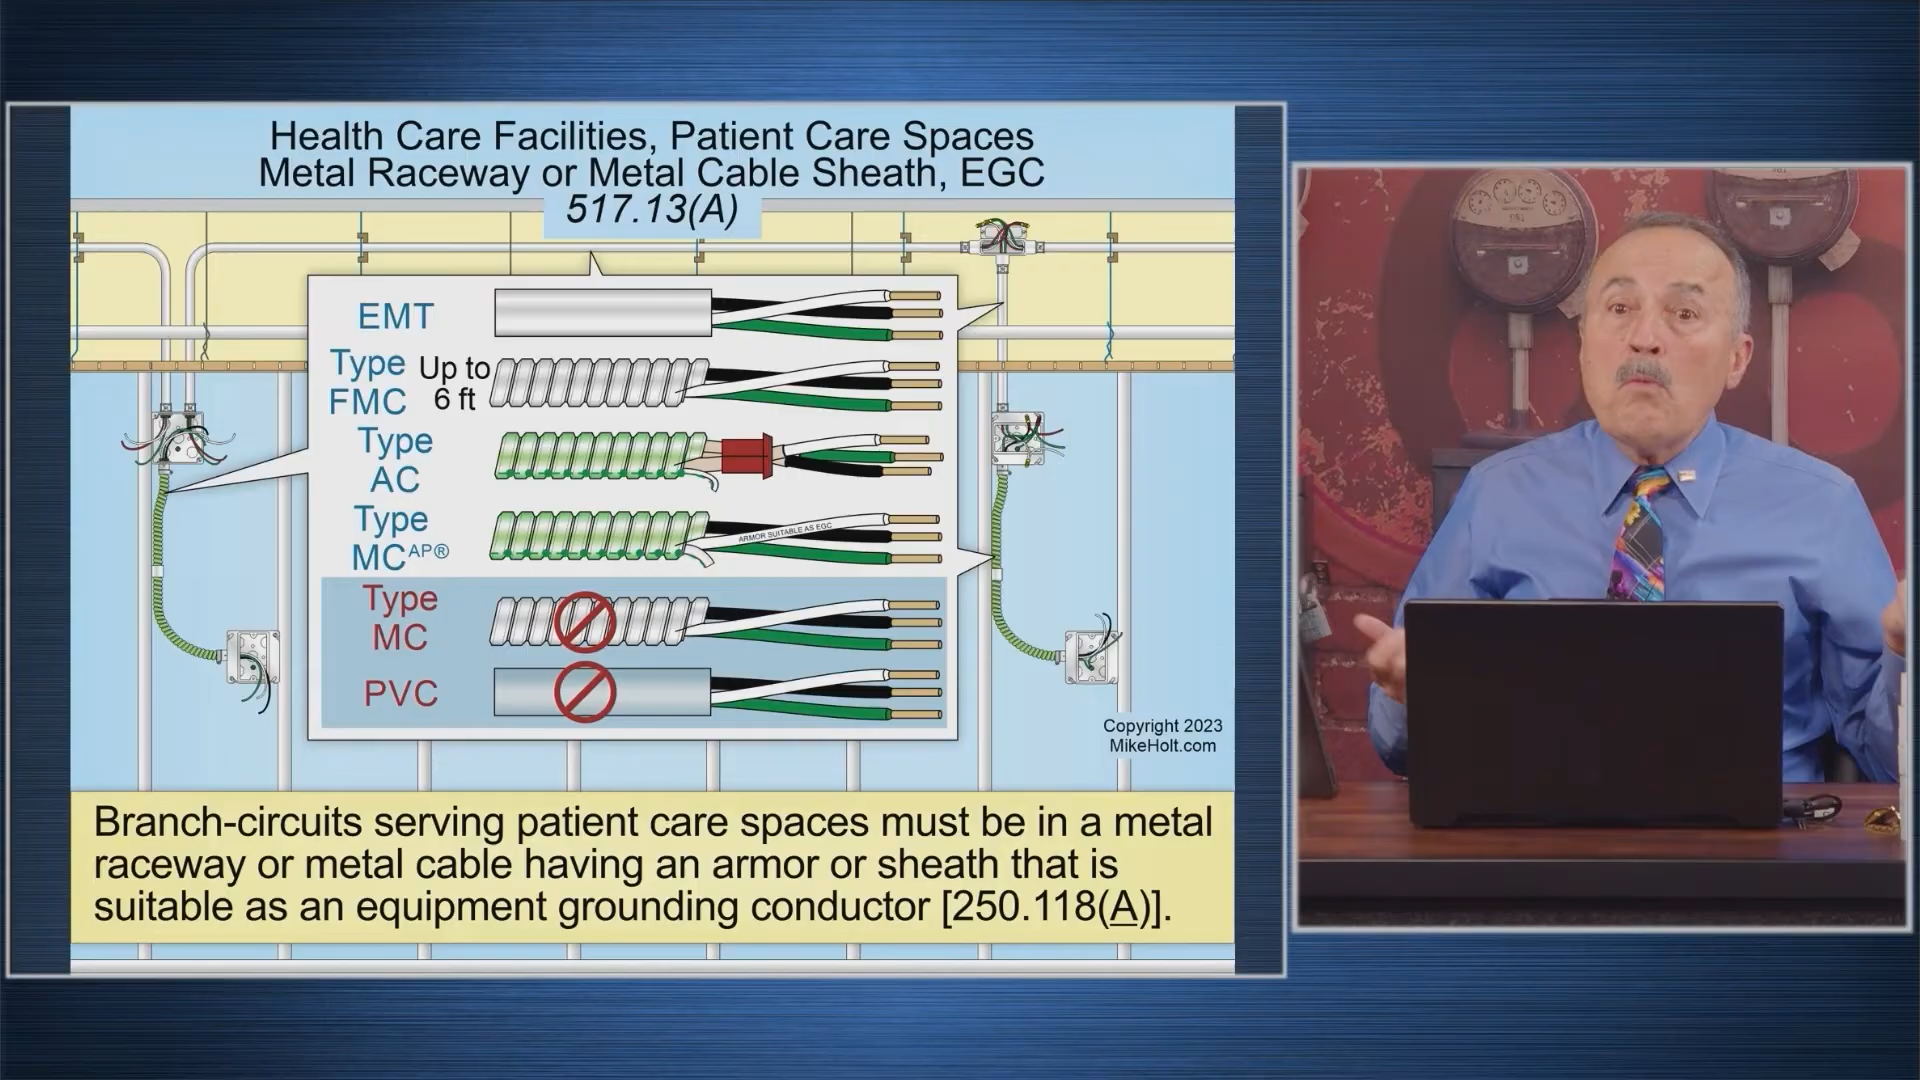 Health Care Facilities, Patient Care Spaces
Metal Raceway or Metal Cable Sheath, EGC
517.13(A)
EMT
Type
FMC
Up to
6 ft
Type
AC
Type
MCAP®
ARMOR SUITABLE AS EGC
Type
MC
PVC
Copyright 2023
MikeHolt.com
Branch-circuits serving patient care spaces must be in a metal
raceway or metal cable having an armor or sheath that is
suitable as an equipment grounding conductor [250.118(A)].